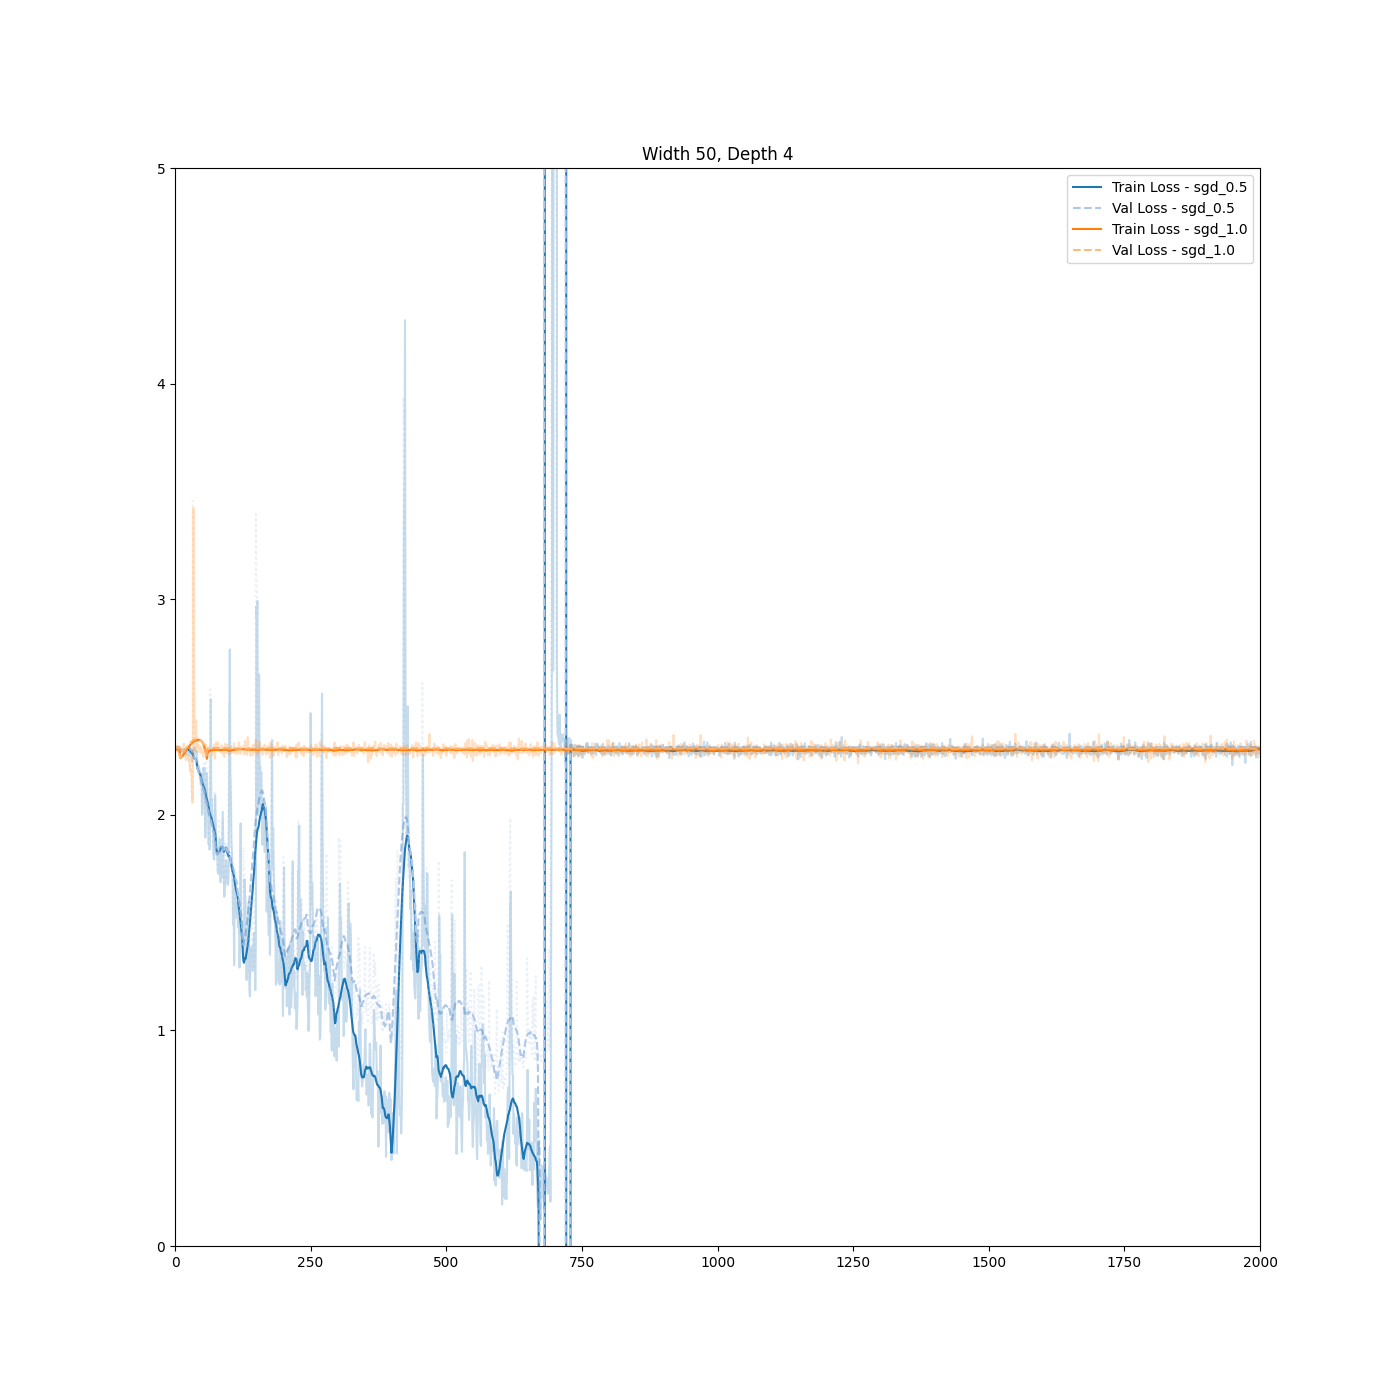 Width 50, Depth 4
5
4
3
2
1
0
Train Loss - sgd_0.5
Val Loss - sgd_0.5
Train Loss - sgd_1.0
Val Loss - sgd_1.0
0 250 500 750 1000 1250 1500 1750 2000